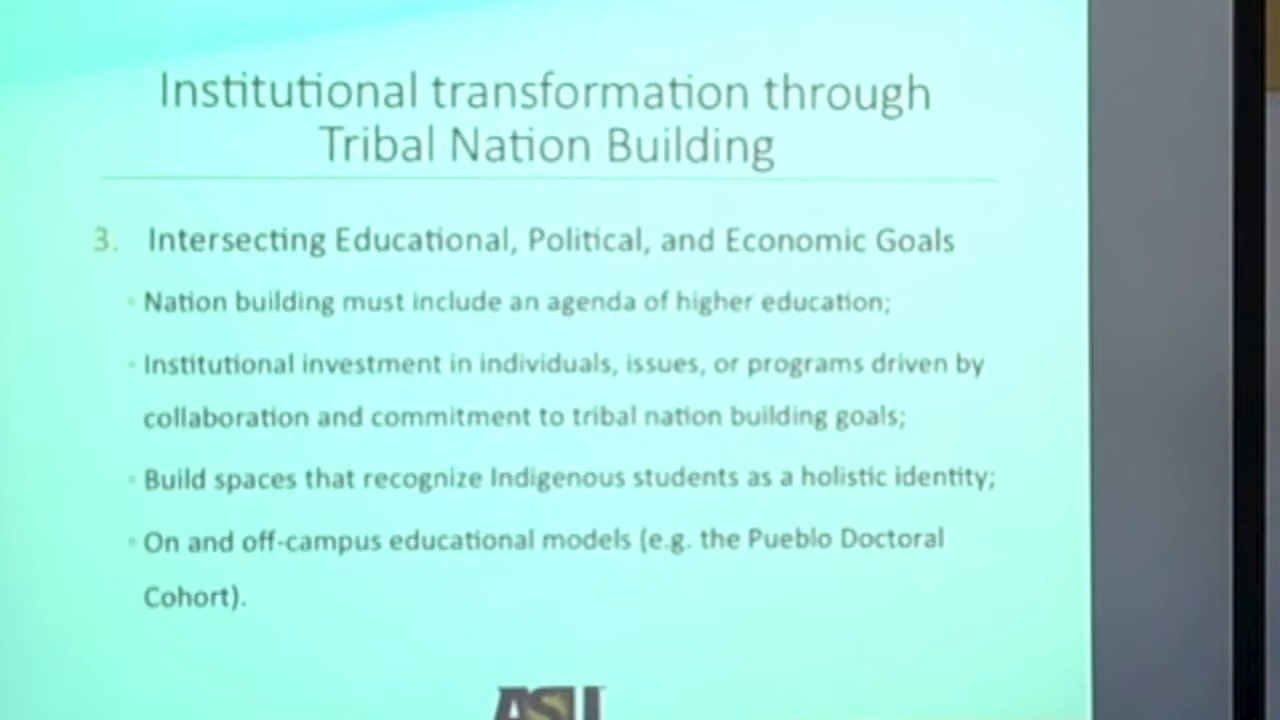 Institutional transformation through
Tribal Nation Building
3. Intersecting Educational, Political, and Economic Goals
Nation building must include an agenda of higher education;
Institutional investment in individuals, issues, or programs driven by
collaboration and commitment to tribal nation building goals;
Build spaces that recognize Indigenous students as a holistic identity;
On and off-campus educational models (e.g. the Pueblo Doctoral
Cohort).
ASU